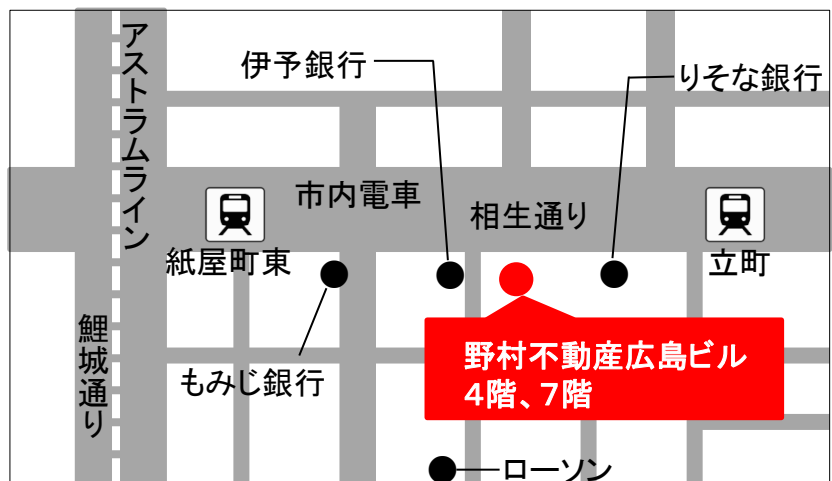 アストラムライン
伊予銀行
りそな銀行
市内電車
相生通り
紙屋町東
立町
鯉城通り
もみじ銀行
野村不動産広島ビル
4階、7階
ローソン